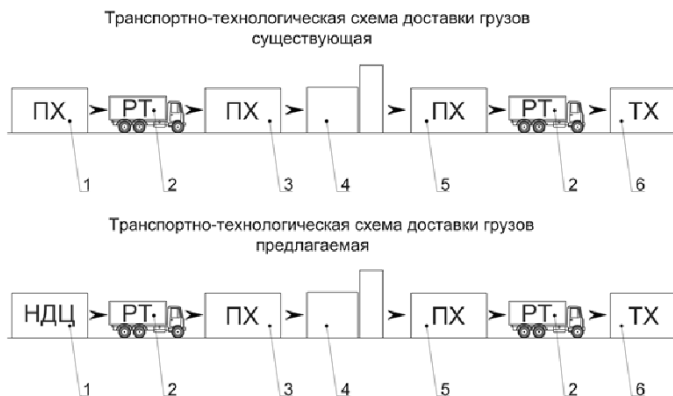 Транспортно-технологическая схема доставки грузов
существующая
ПХ РТ ПХ ПХ РТ ТХ
1 2 3 4 5 2 6
Транспортно-технологическая схема доставки грузов
предлагаемая
НДЦ РТ ПХ ПХ РТ ТХ
1 2 3 4 5 2 6